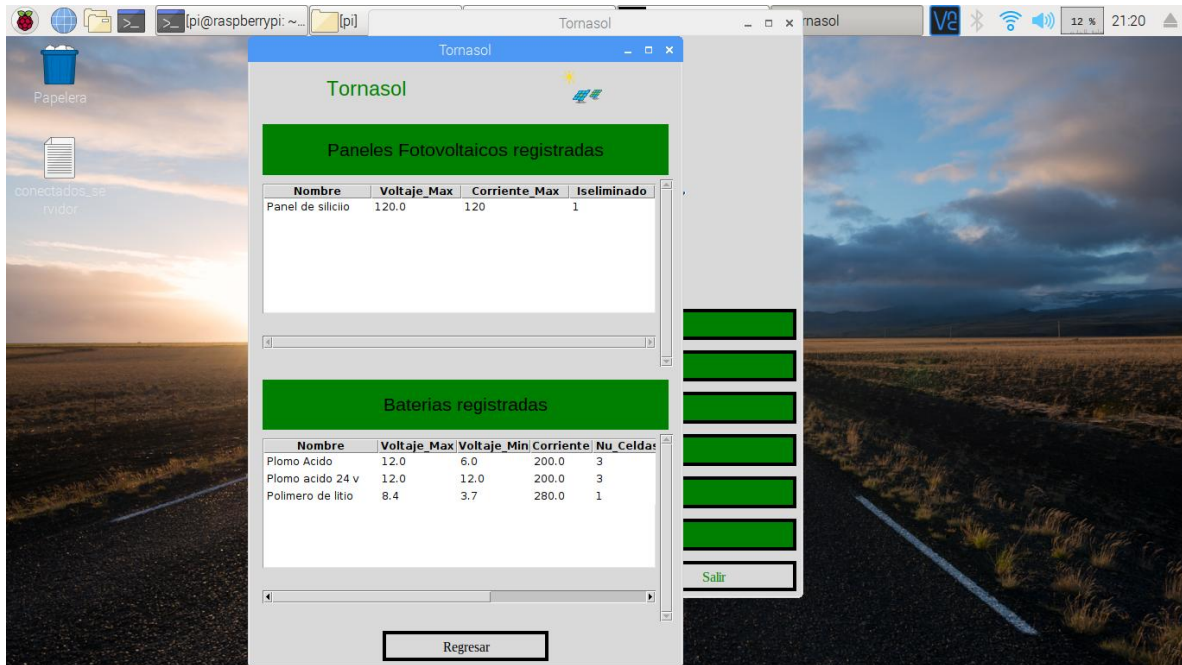 [pi@raspberrypi: ~... [pi] Tornasol rnasol V2 12 % 21:20
Papelera
conectados_se
rvidor
Tornasol
Tornasol
Paneles Fotovoltaicos registradas
Nombre Voltaje_Max Corriente_Max Iseliminado
Panel de siliciio 120.0 120 1
Baterias registradas
Nombre Voltaje_Max Voltaje_Min Corriente Nu_Celdas
Plomo Acido 12.0 6.0 200.0 3
Plomo acido 24 v 12.0 12.0 200.0 3
Polimero de litio 8.4 3.7 280.0 1
Salir
Regresar